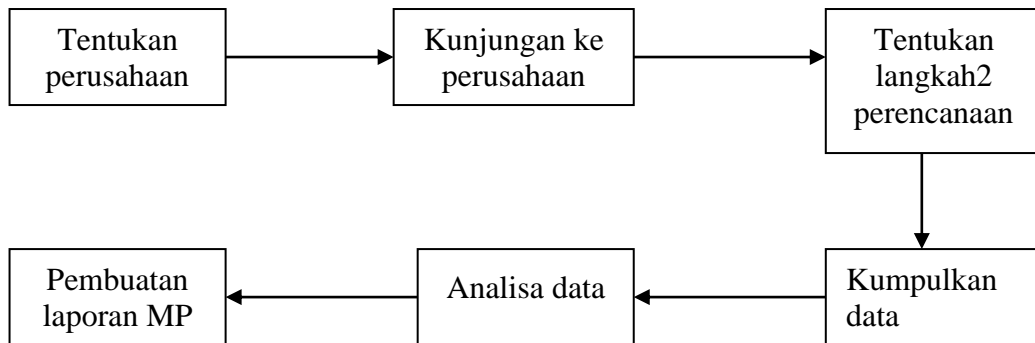 Tentukan
perusahaan
Kunjungan ke
perusahaan
Tentukan
langkah2
perencanaan
Kumpulkan
data
Analisa data
Pembuatan
laporan MP